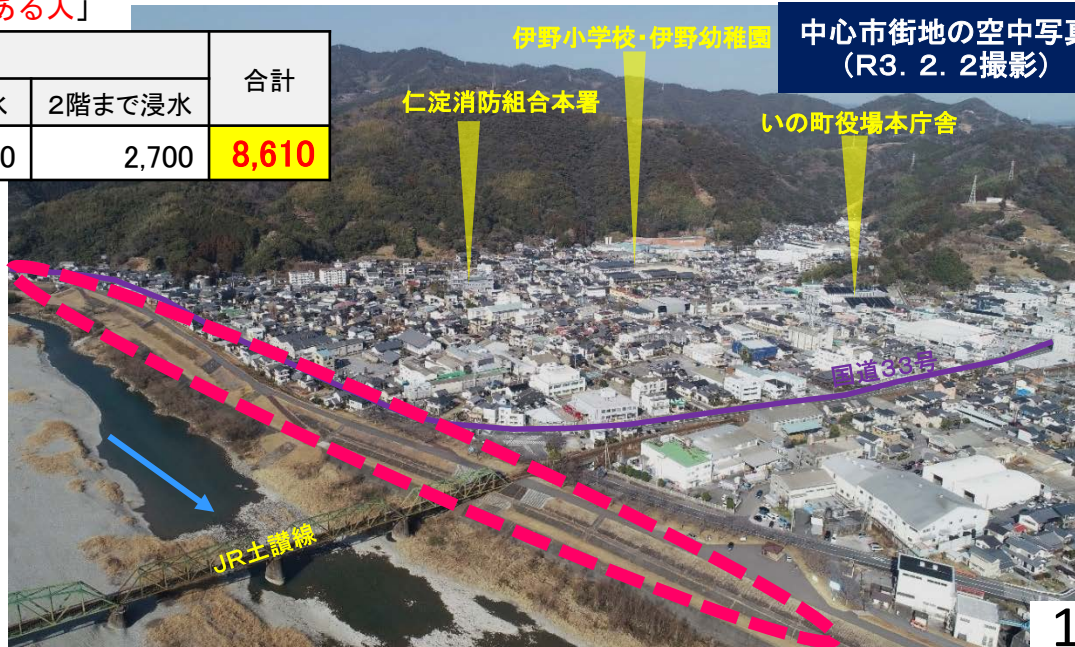 ある人」
合計
2階まで浸水
2,700
8,610
中心市街地の空中写真
（R3．2．2撮影）
伊野小学校・伊野幼稚園
仁淀消防組合本署
いの町役場本庁舎
国道33号
JR土讃線
1